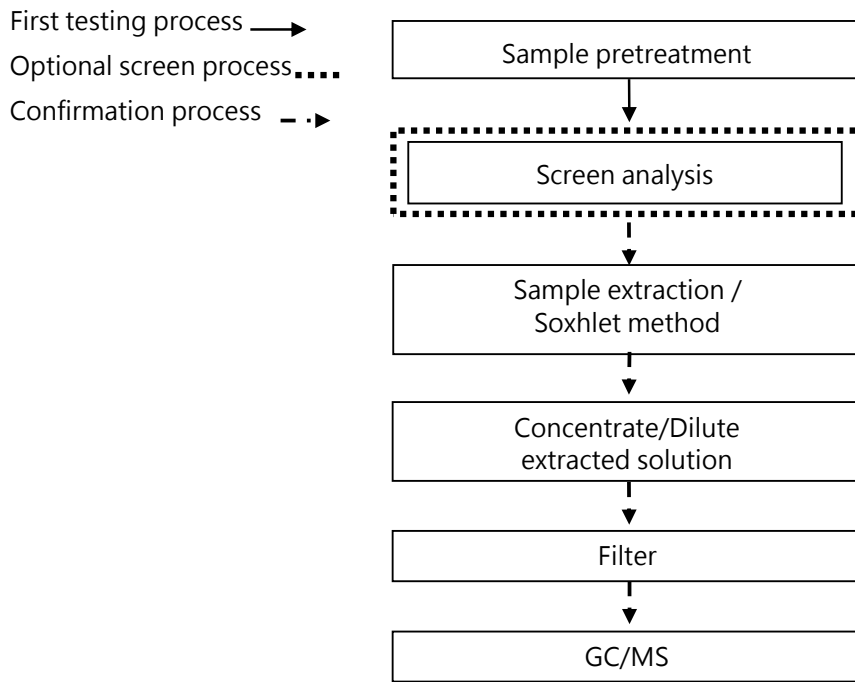 First testing process
Optional screen process
Confirmation process
Sample pretreatment
Screen analysis
Sample extraction /
Soxhlet method
Concentrate/Dilute
extracted solution
Filter
GC/MS